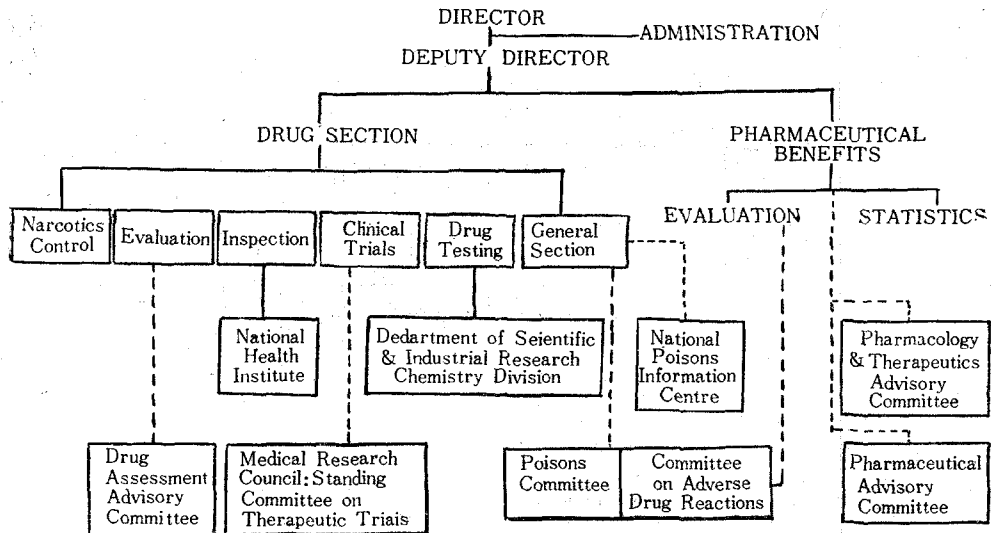 DIRECTOR
ADMINISTRATION
DEPUTY DIRECTOR
DRUG SECTION
PHARMACEUTICAL
BENEFITS
EVALUATION
STATISTICS
Narcotics
Control
Evaluation
Inspection
Clinical
Trials
Drug
Testing
General
Section
National
Health
Institute
Dedartment of Seientific
& Industrial Research
Chemistry Division
National
Poisons
Information
Centre
Pharmacology
& Therapeutics
Advisory
Committee
Drug
Assessment
Advisory
Committee
Medical Research
Council: Standing
Committee on
Therapeutic Triais
Poisons
Committee
Committee
on Adverse
Drug Reactions
Pharmaceutical
Advisory
Committee